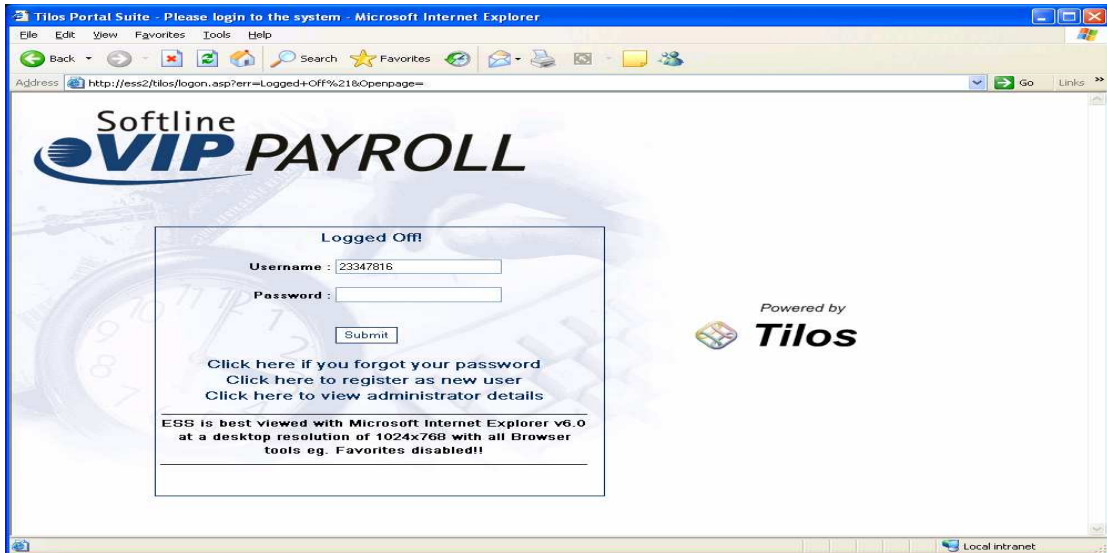 Tilos Portal Suite - Please login to the system - Microsoft Internet Explorer
File Edit View Favorites Tools Help
Back Search Favorites
Address http://ess2/tilos/logon.asp?err=Logged+Off%21&Openpage= Go Links »
Softline
VIP PAYROLL
Logged Off!
Username : 23347816
Password :
Submit
Powered by
Tilos
Click here if you forgot your password
Click here to register as new user
Click here to view administrator details
ESS is best viewed with Microsoft Internet Explorer v6.0
at a desktop resolution of 1024x768 with all Browser
tools eg. Favorites disabled!!
Local intranet